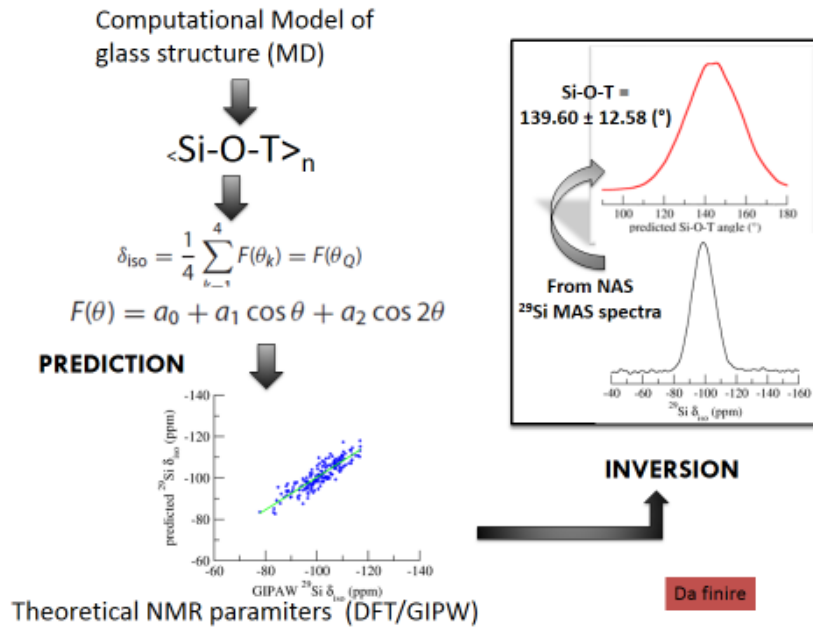 Computational Model of
glass structure (MD)
<Si-O-T>n
δiso = 1/4 ∑ 4 k=1 F(θk) = F(θQ)
F(θ) = a0 + a1 cos θ + a2 cos 2θ
PREDICTION
-140
-120
-100
-80
-60
predicted 29Si δiso (ppm)
-60 -80 -100 -120 -140
GIPAW 29Si δiso (ppm)
Theoretical NMR paramiters (DFT/GIPW)
Si-O-T =
139.60 ± 12.58 (°)
100 120 140 160 180
predicted Si-O-T angle (°)
From NAS
29Si MAS spectra
-40 -60 -80 -100 -120 -140 -160
29Si δiso (ppm)
INVERSION
Da finire